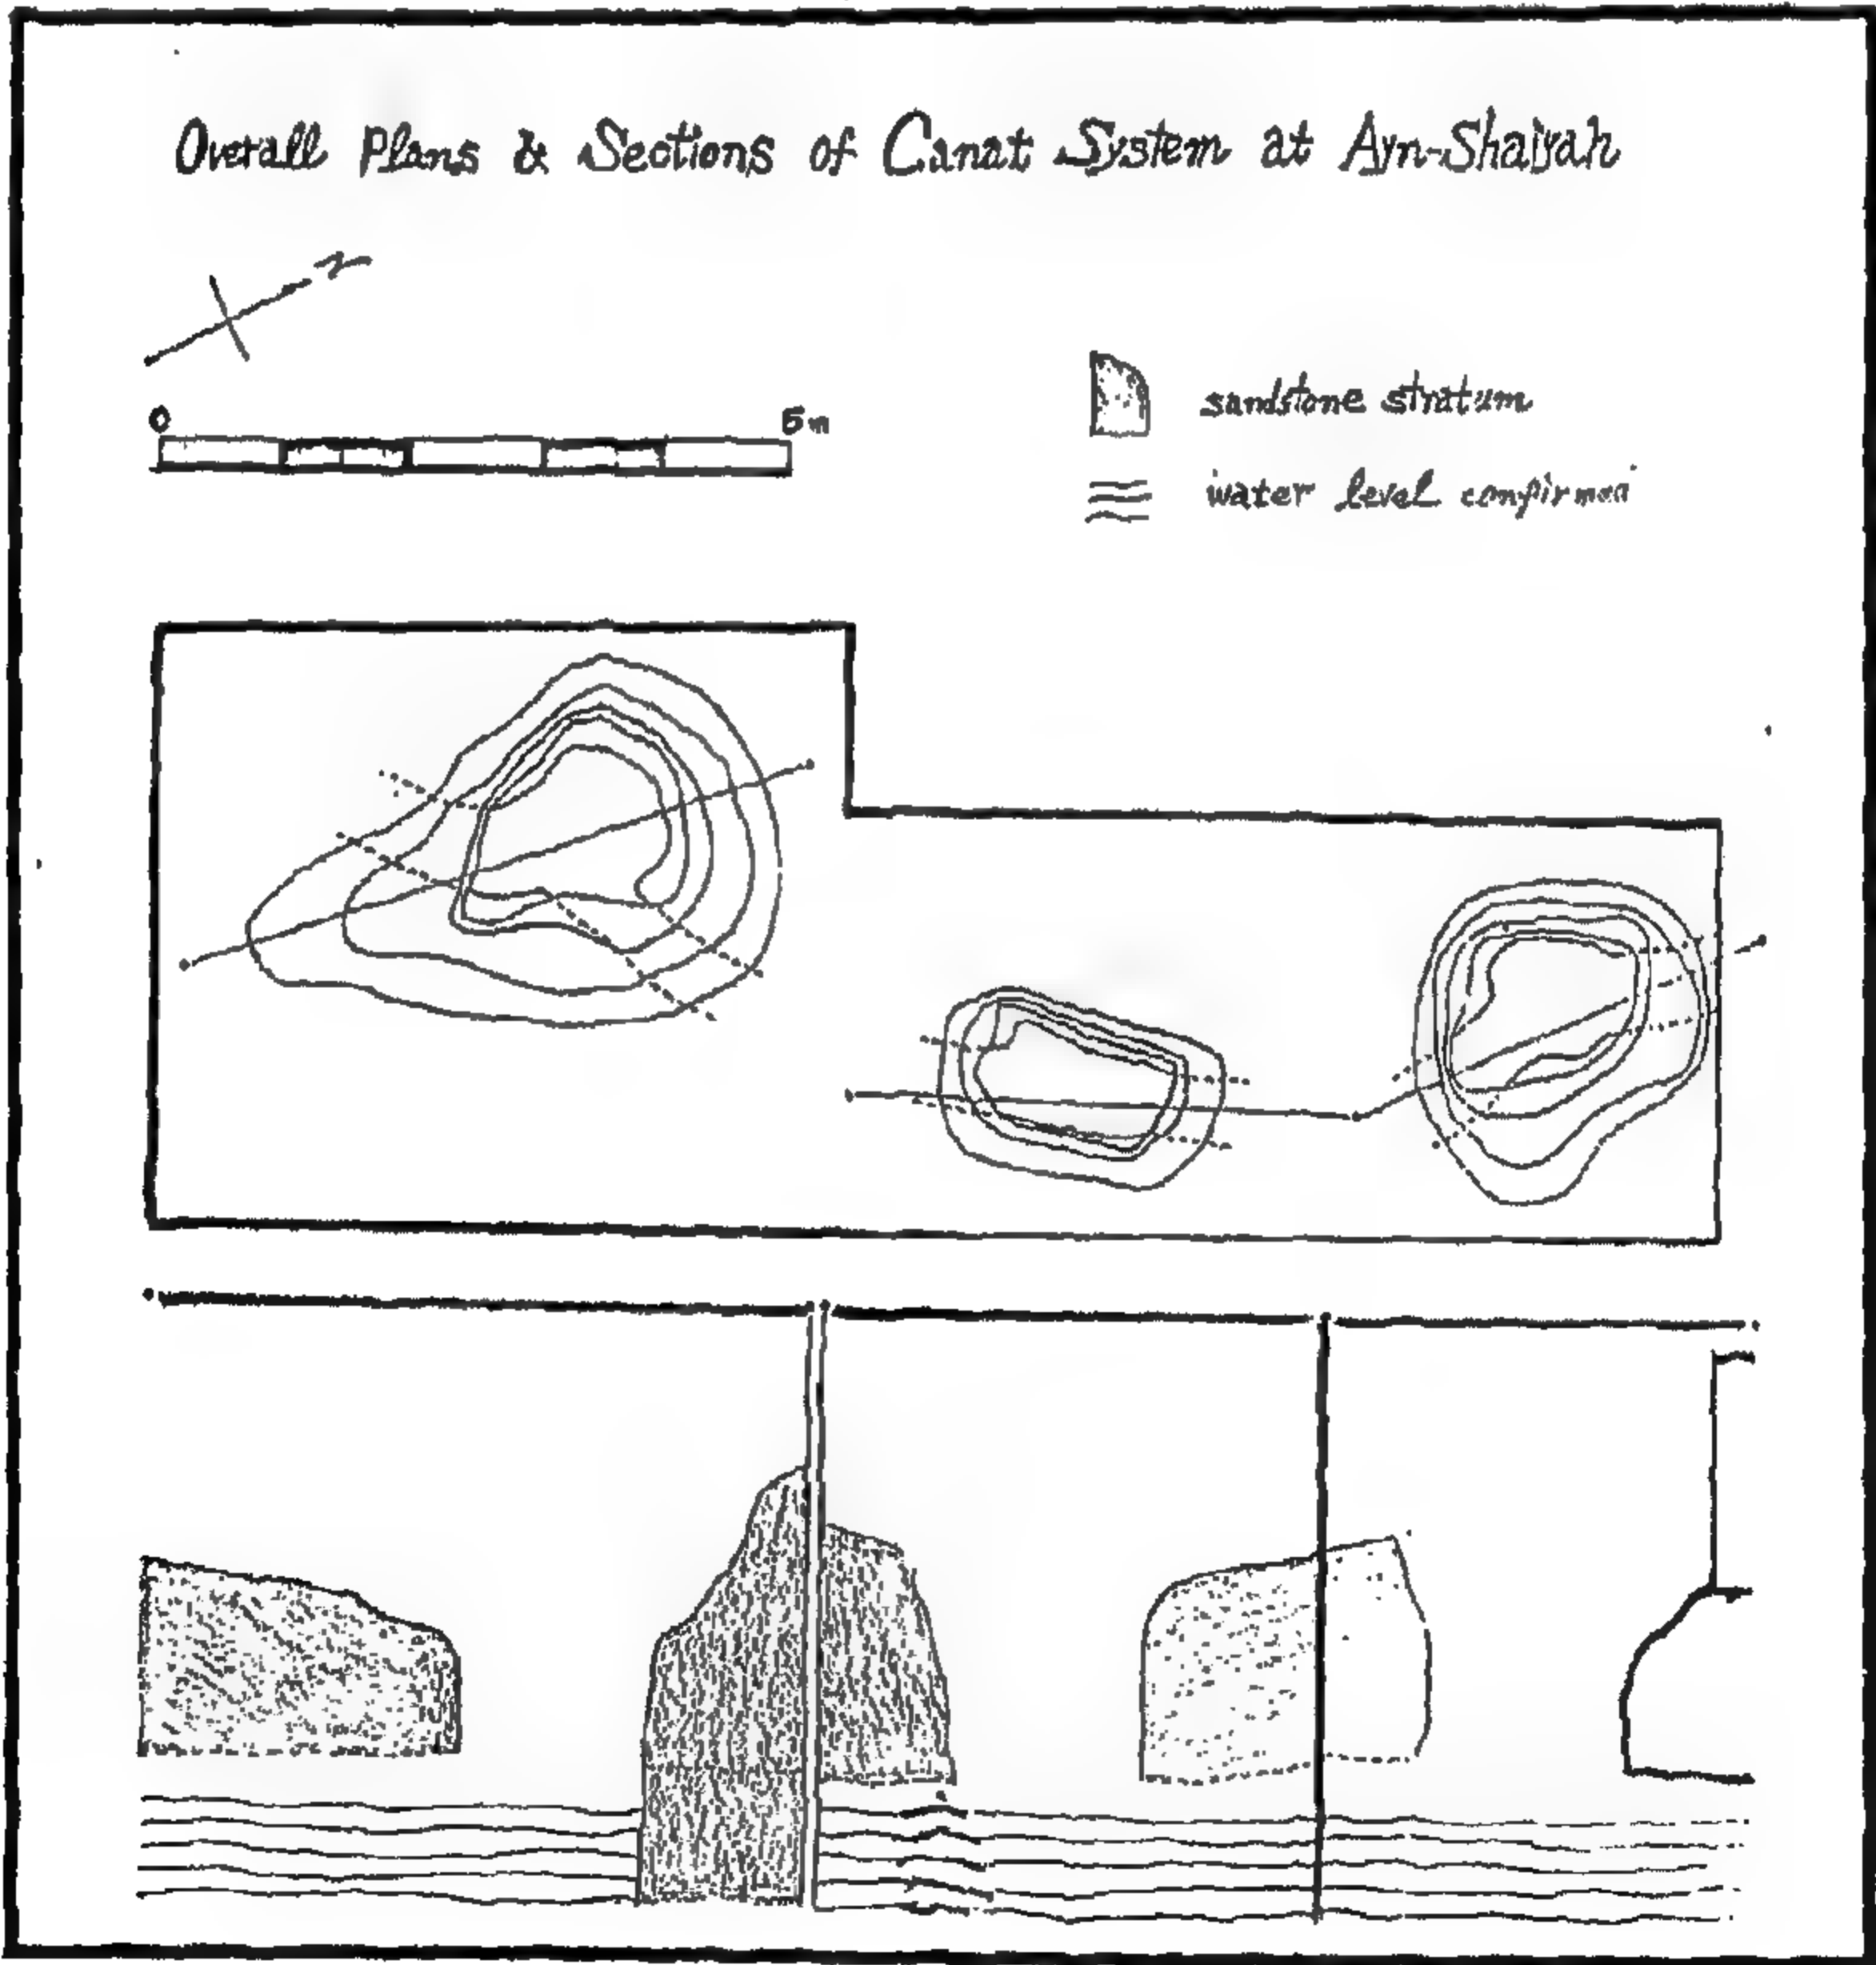 Overall Plans & Sections of Canat System at Ayn-Shaiyah
N
0 5m
sandstone stratum
water level confirmed